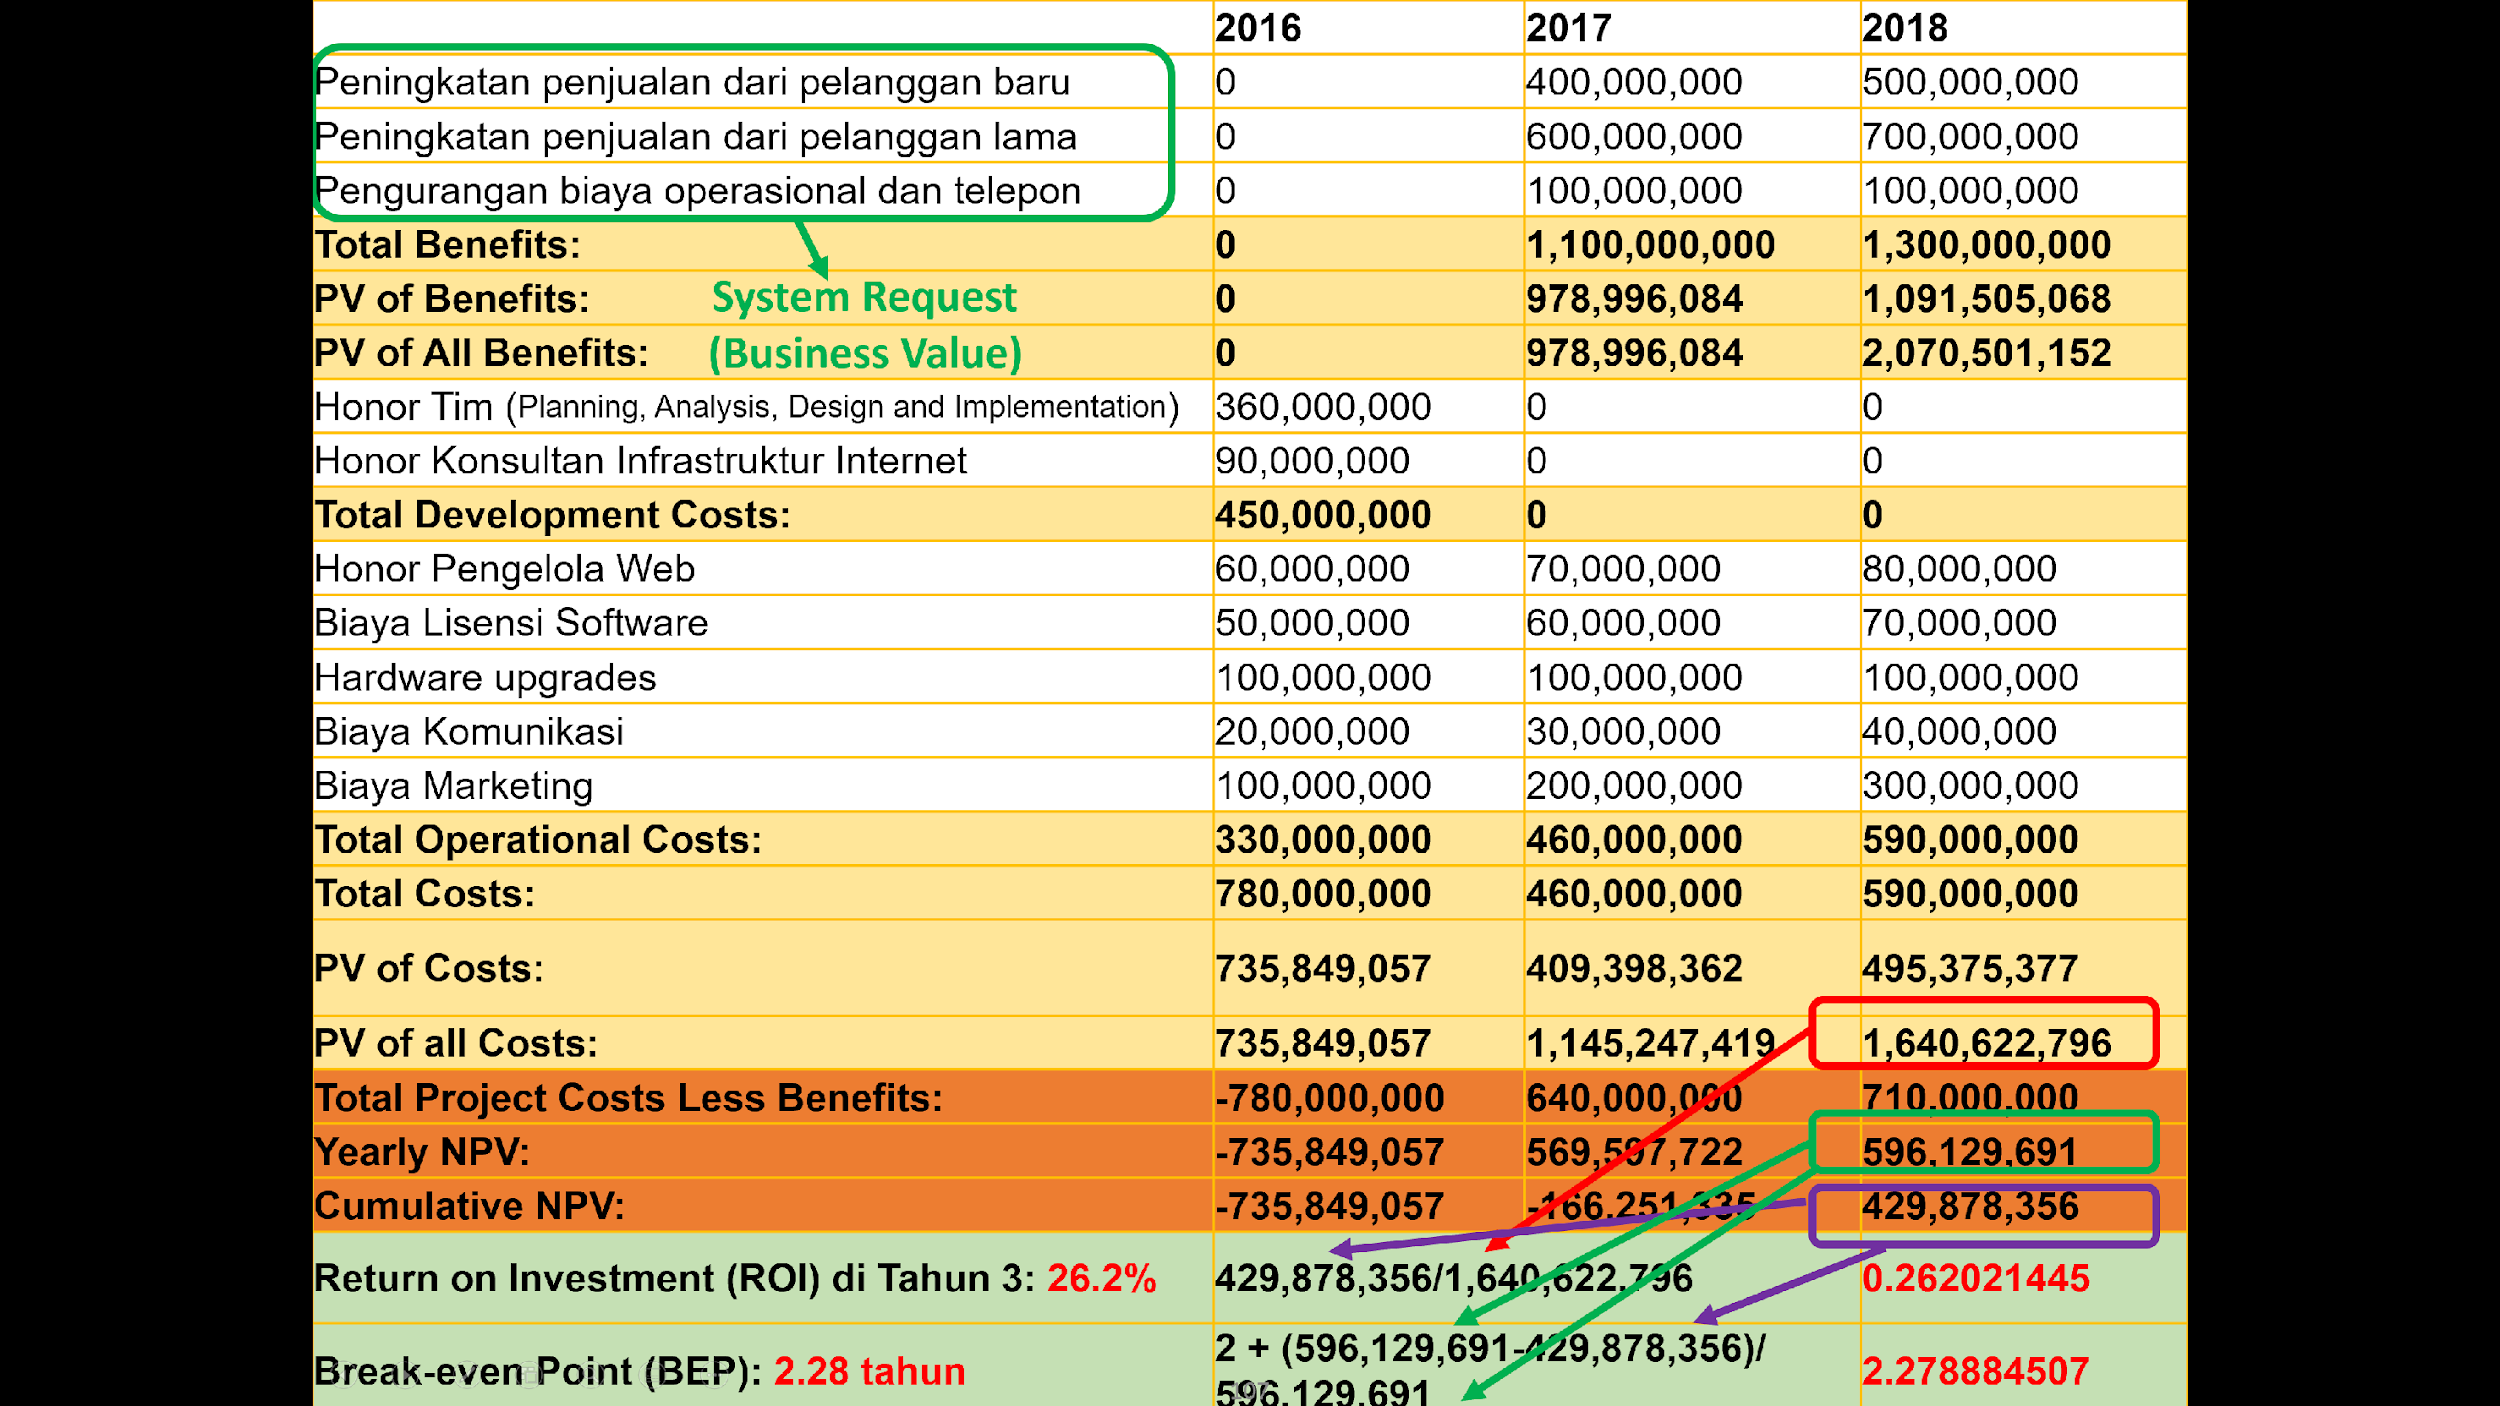 2016 2017 2018
Peningkatan penjualan dari pelanggan baru 0 400,000,000 500,000,000
Peningkatan penjualan dari pelanggan lama 0 600,000,000 700,000,000
Pengurangan biaya operasional dan telepon 0 100,000,000 100,000,000
Total Benefits: 0 1,100,000,000 1,300,000,000
PV of Benefits: System Request 0 978,996,084 1,091,505,068
PV of All Benefits: (Business Value) 0 978,996,084 2,070,501,152
Honor Tim (Planning, Analysis, Design and Implementation) 360,000,000 0 0
Honor Konsultan Infrastruktur Internet 90,000,000 0 0
Total Development Costs: 450,000,000 0 0
Honor Pengelola Web 60,000,000 70,000,000 80,000,000
Biaya Lisensi Software 50,000,000 60,000,000 70,000,000
Hardware upgrades 100,000,000 100,000,000 100,000,000
Biaya Komunikasi 20,000,000 30,000,000 40,000,000
Biaya Marketing 100,000,000 200,000,000 300,000,000
Total Operational Costs: 330,000,000 460,000,000 590,000,000
Total Costs: 780,000,000 460,000,000 590,000,000
PV of Costs: 735,849,057 409,398,362 495,375,377
PV of all Costs: 735,849,057 1,145,247,419 1,640,622,796
Total Project Costs Less Benefits: -780,000,000 640,000,000 710,000,000
Yearly NPV: -735,849,057 569,597,722 596,129,691
Cumulative NPV: -735,849,057 -166,251,335 429,878,356
Return on Investment (ROI) di Tahun 3: 26.2% 429,878,356/1,640,622,796 0.262021445
Break-even Point (BEP): 2.28 tahun 2 + (596,129,691-429,878,356)/ 2.278884507
596,129,691
107